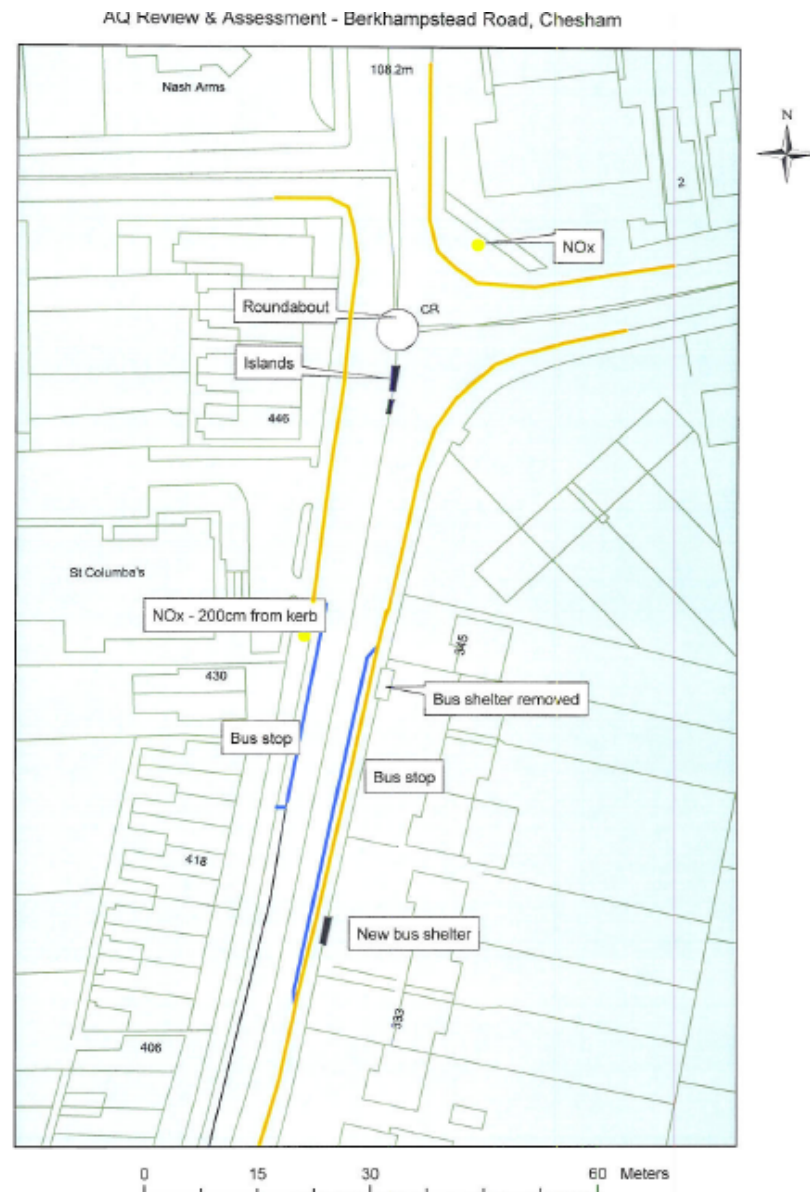 AQ Review & Assessment - Berkhampstead Road, Chesham
Nash Arms
108.2m
N
2
NOx
Roundabout
CR
Islands
446
St Columba's
NOx - 200cm from kerb
345
430
Bus shelter removed
Bus stop
Bus stop
418
New bus shelter
333
406
0 15 30 60 Meters